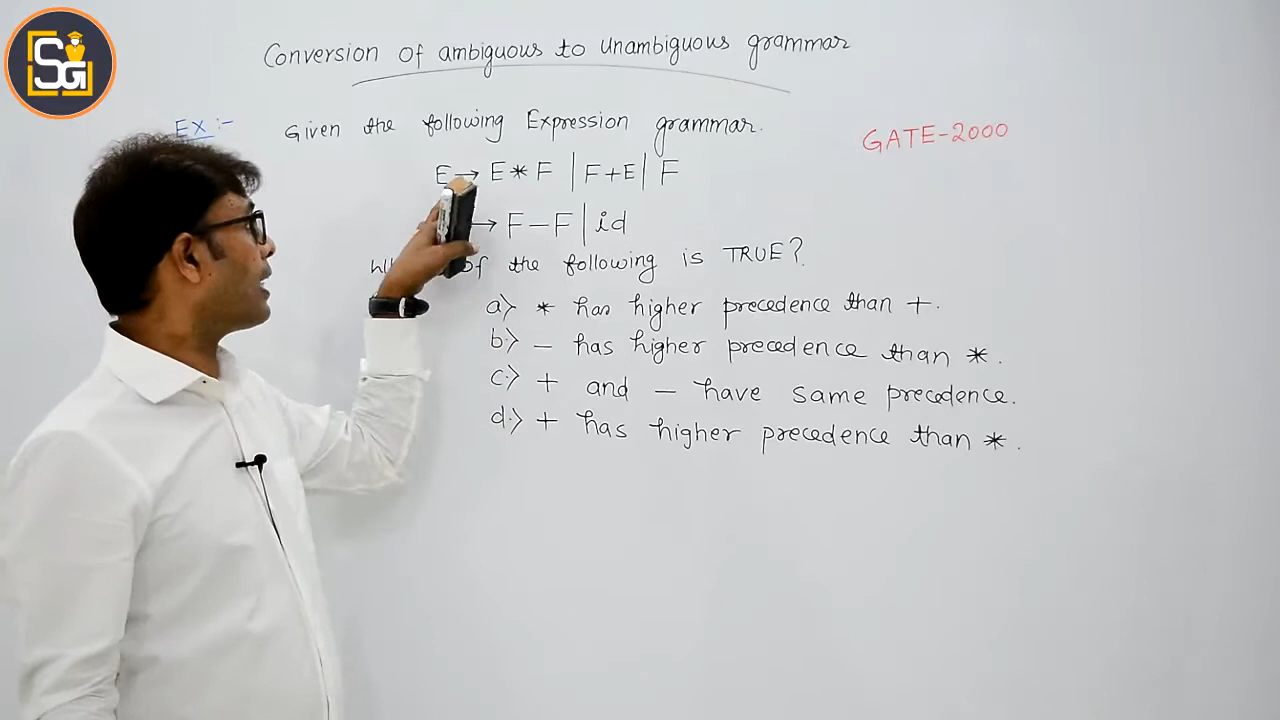 SG
Conversion of ambiguous to unambiguous grammar
Ex:-
Given the following Expression grammar.
GATE-2000
E → E * F | F + E | F
→ F - F | id
of the following is TRUE?
a) * has higher precedence than +.
b) - has higher precedence than *.
c) + and - have same precedence.
d) + has higher precedence than *.